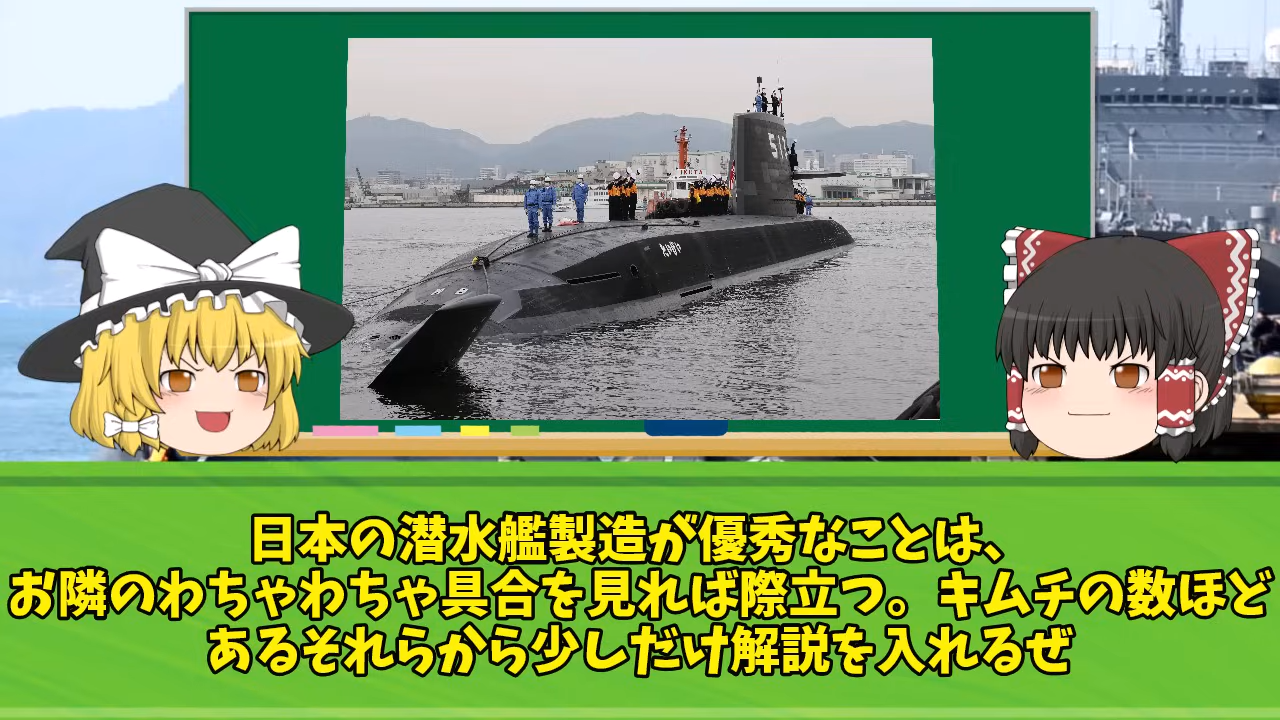 日本の潜水艦製造が優秀なことは、
お隣のわちゃわちゃ具合を見れば際立つ。キムチの数ほど
あるそれらから少しだけ解説を入れるぜ
IKEYA